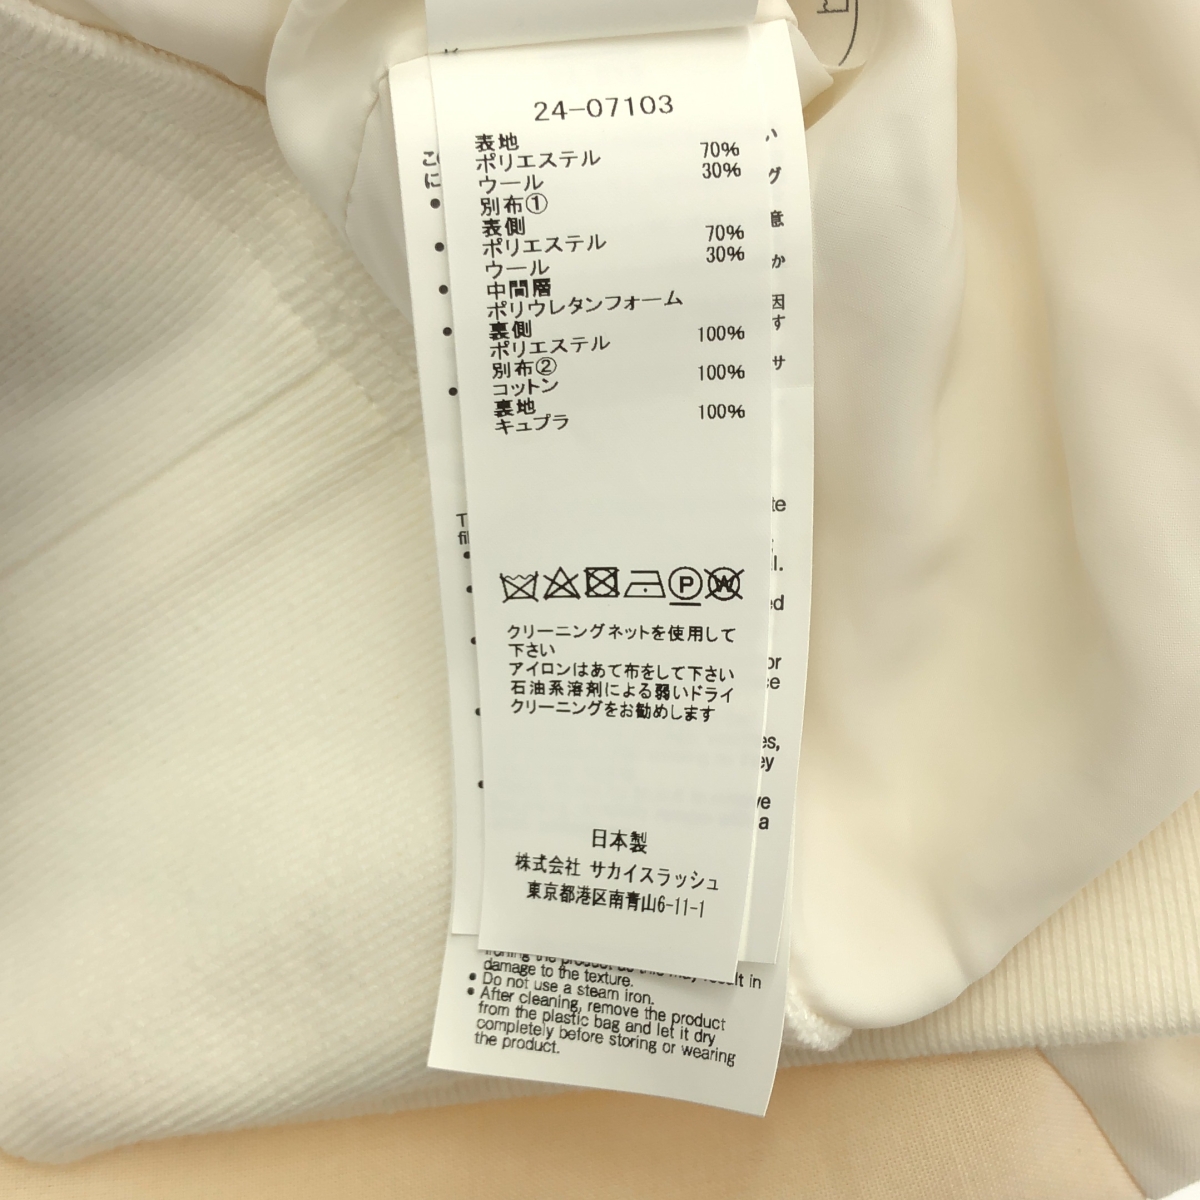 24-07103
表地
ポリエステル 70%
ウール 30%
別布①
表側
ポリエステル 70%
ウール 30%
中間層
ポリウレタンフォーム
裏側
ポリエステル 100%
別布②
コットン 100%
裏地
キュプラ 100%
P W
クリーニングネットを使用して
下さい
アイロンはあて布をして下さい
石油系溶剤による弱いドライ
クリーニングをお勧めします
日本製
株式会社 サカイスラッシュ
東京都港区南青山6-11-1
damage to the texture.
• Do not use a steam iron.
• After cleaning, remove the product
from the plastic bag and let it dry
completely before storing or wearing
the product.